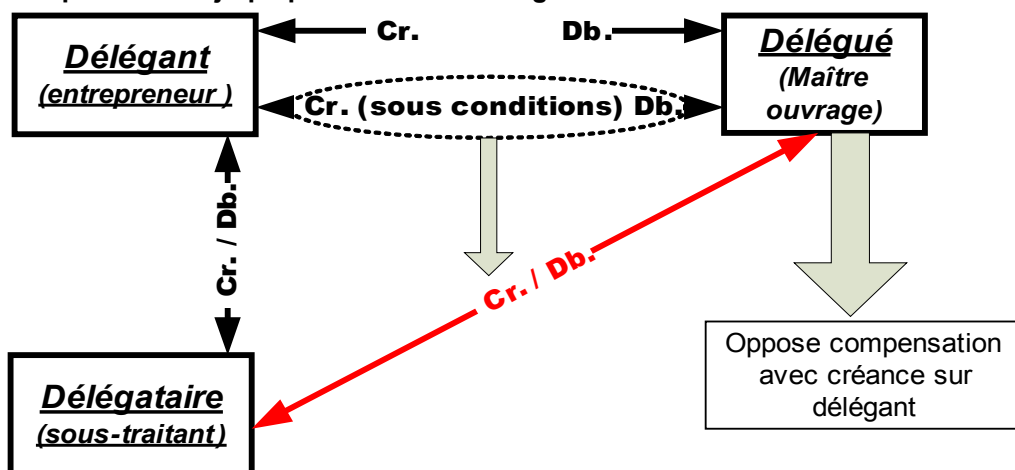 Cr. Db.
Délégant
(entrepreneur )
Délégué
(Maître
ouvrage)
Cr. (sous conditions) Db.
Cr. / Db.
Cr. / Db.
Délégataire
(sous-traitant)
Oppose compensation
avec créance sur
délégant